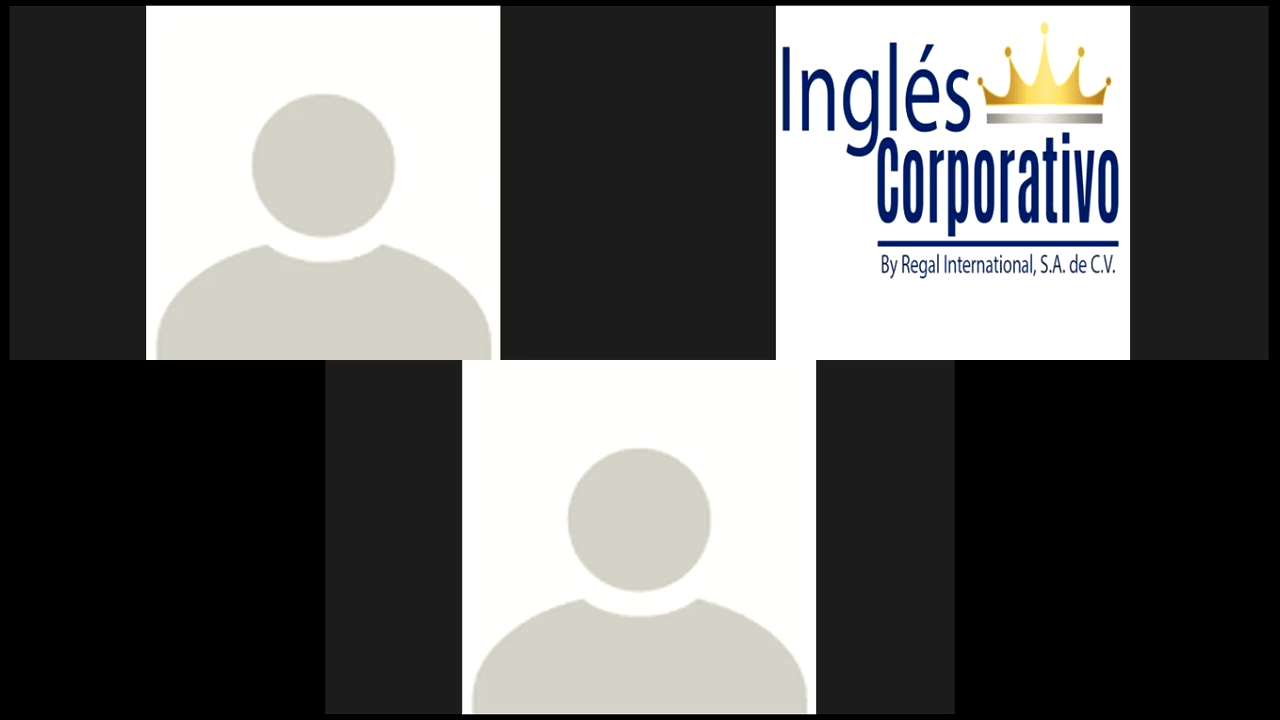 Inglés
Corporativo
By Regal International, S.A. de C.V.